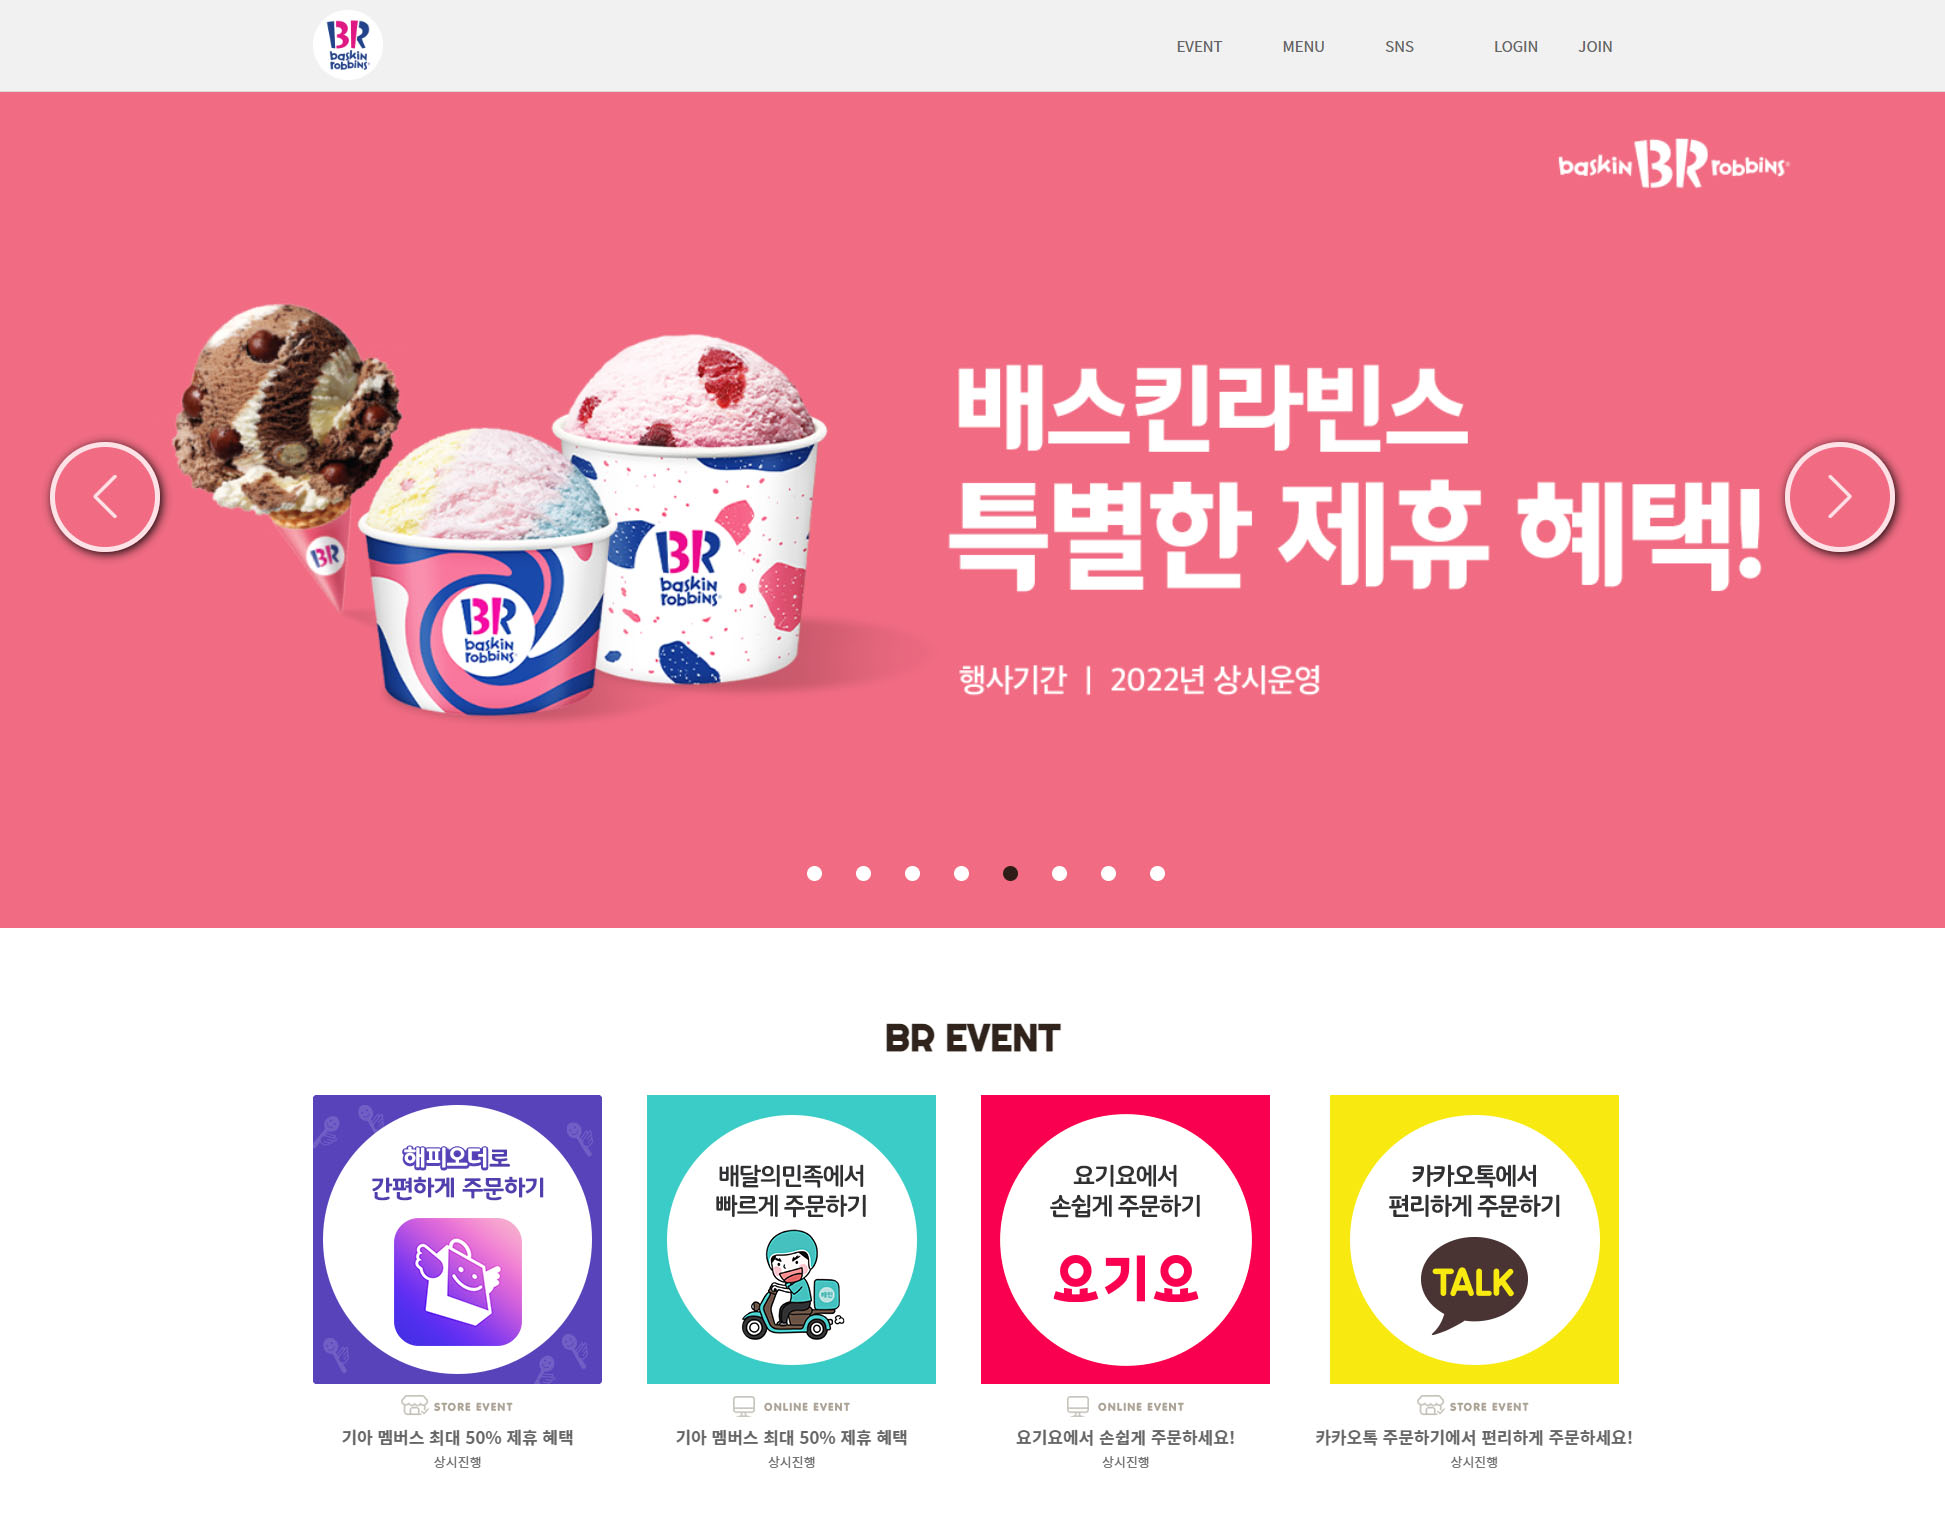 BR
baskin
robbins
EVENT MENU SNS LOGIN JOIN
baskin BR robbins
배스킨라빈스
특별한 제휴 혜택!
행사기간 | 2022년 상시운영
BR
BR
baskin
robbins
BR
baskin
robbins
BR EVENT
해피오더로
간편하게 주문하기
배달의민족에서
빠르게 주문하기
배민
요기요에서
손쉽게 주문하기
요기요
카카오톡에서
편리하게 주문하기
TALK
STORE EVENT
기아 멤버스 최대 50% 제휴 혜택
상시진행
ONLINE EVENT
기아 멤버스 최대 50% 제휴 혜택
상시진행
ONLINE EVENT
요기요에서 손쉽게 주문하세요!
상시진행
STORE EVENT
카카오톡 주문하기에서 편리하게 주문하세요!
상시진행